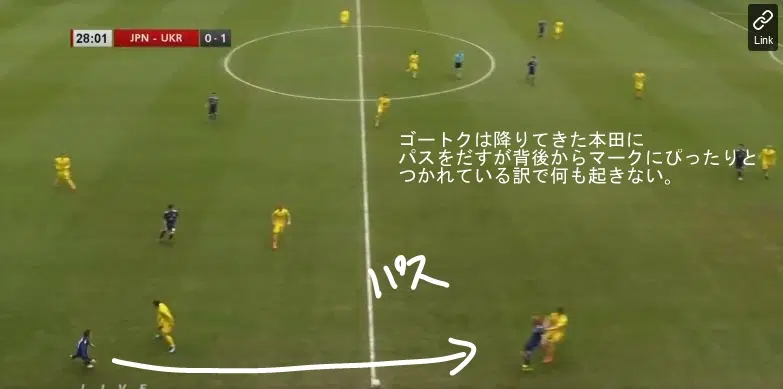 28:01 JPN - UKR 0 - 1
Link
ゴートクは降りてきた本田に
パスをだすが背後からマークにぴったりと
つかれている訳で何も起きない。
パス
LIVE